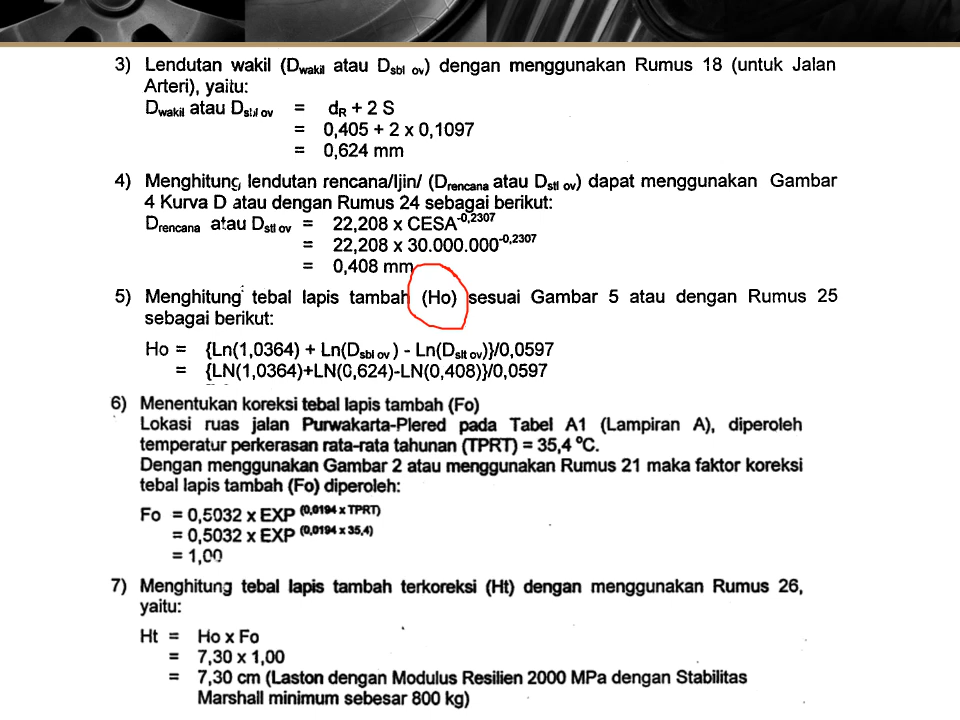 3) Lendutan wakil (Dwakil atau Dsbl ov) dengan menggunakan Rumus 18 (untuk Jalan
Arteri), yaitu:
Dwakil atau Dsbl ov = dR + 2 S
= 0,405 + 2 x 0,1097
= 0,624 mm
4) Menghitung lendutan rencana/Ijin/ (Drencana atau Dstl ov) dapat menggunakan Gambar
4 Kurva D atau dengan Rumus 24 sebagai berikut:
Drencana atau Dstl ov = 22,208 x CESA^-0,2307
= 22,208 x 30.000.000^-0,2307
= 0,408 mm
5) Menghitung tebal lapis tambah (Ho) sesuai Gambar 5 atau dengan Rumus 25
sebagai berikut:
Ho = {Ln(1,0364) + Ln(Dsbl ov) - Ln(Dslt ov)}/0,0597
= {LN(1,0364)+LN(0,624)-LN(0,408)}/0,0597
6) Menentukan koreksi tebal lapis tambah (Fo)
Lokasi ruas jalan Purwakarta-Plered pada Tabel A1 (Lampiran A), diperoleh
temperatur perkerasan rata-rata tahunan (TPRT) = 35,4 °C.
Dengan menggunakan Gambar 2 atau menggunakan Rumus 21 maka faktor koreksi
tebal lapis tambah (Fo) diperoleh:
Fo = 0,5032 x EXP (0,0194 x TPRT)
= 0,5032 x EXP (0,0194 x 35,4)
= 1,00
7) Menghitung tebal lapis tambah terkoreksi (Ht) dengan menggunakan Rumus 26,
yaitu:
Ht = Ho x Fo
= 7,30 x 1,00
= 7,30 cm (Laston dengan Modulus Resilien 2000 MPa dengan Stabilitas
Marshall minimum sebesar 800 kg)